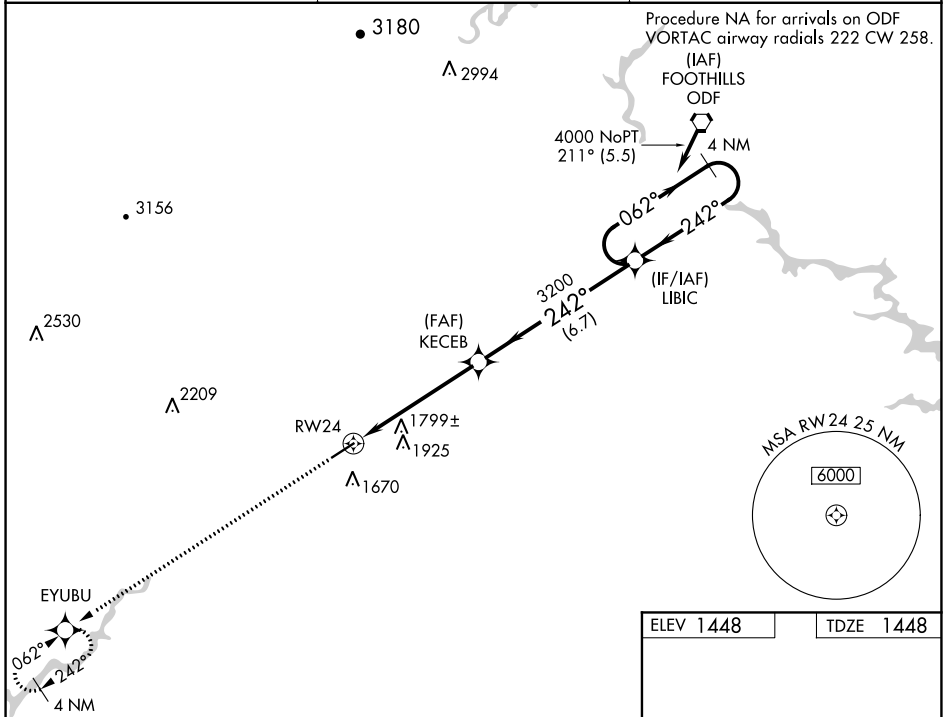 Procedure NA for arrivals on ODF
VORTAC airway radials 222 CW 258.
3180
2994
(IAF)
FOOTHILLS
ODF
4000 NoPT
211° (5.5)
4 NM
3156
062°
242°
(IF/IAF)
LIBIC
3200
242°
(6.7)
2530
(FAF)
KECEB
2209
RW24
1799±
1925
1670
MSA RW24 25 NM
6000
EYUBU
062°
242°
4 NM
ELEV 1448
TDZE 1448